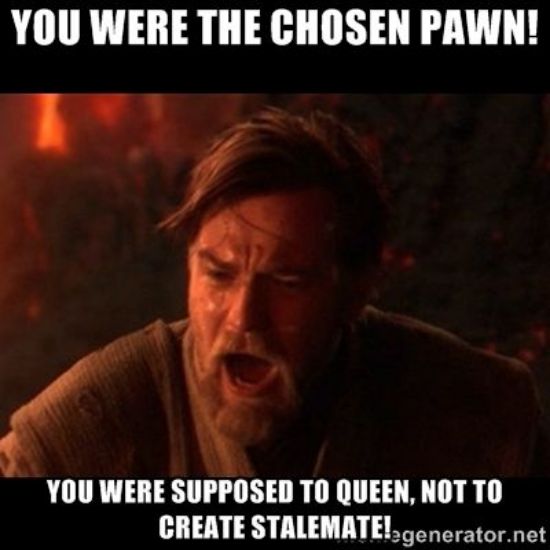 YOU WERE THE CHOSEN PAWN!
YOU WERE SUPPOSED TO QUEEN, NOT TO
CREATE STALEMATE!
egenerator.net